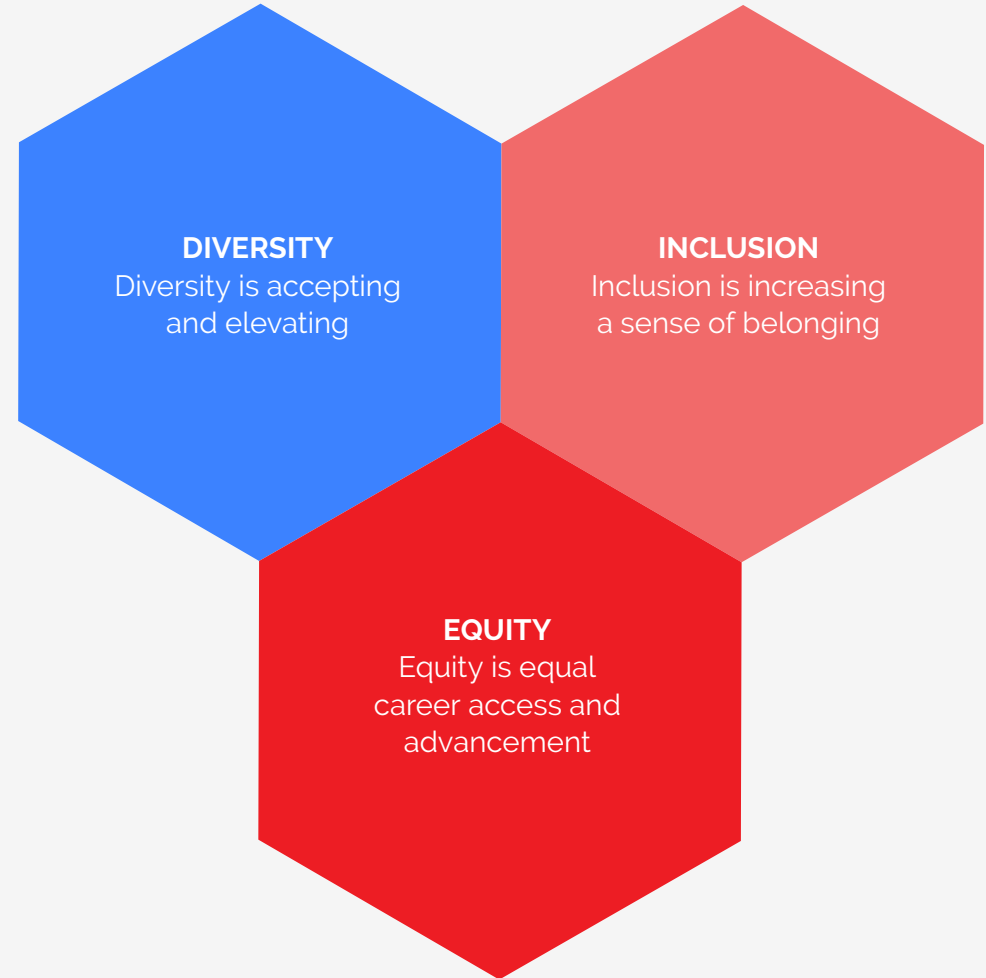 DIVERSITY
Diversity is accepting
and elevating
INCLUSION
Inclusion is increasing
a sense of belonging
EQUITY
Equity is equal
career access and
advancement